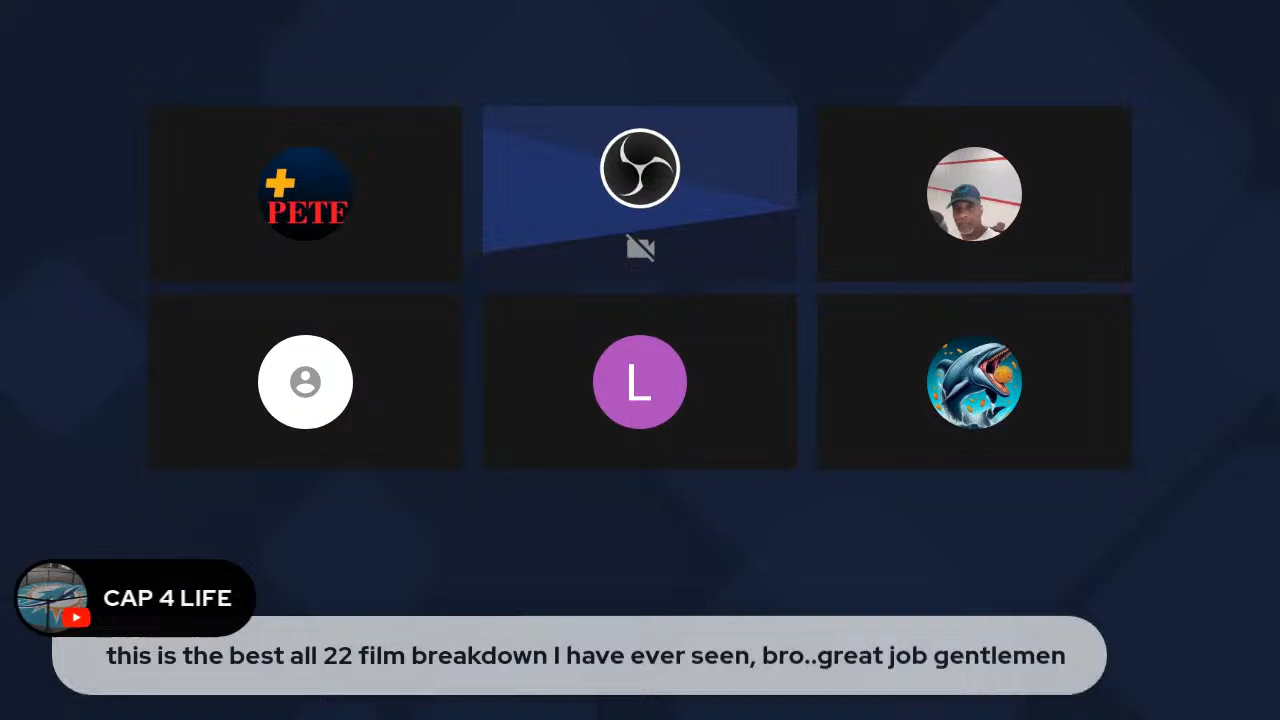 PETE
L
CAP 4 LIFE
this is the best all 22 film breakdown I have ever seen, bro..great job gentlemen